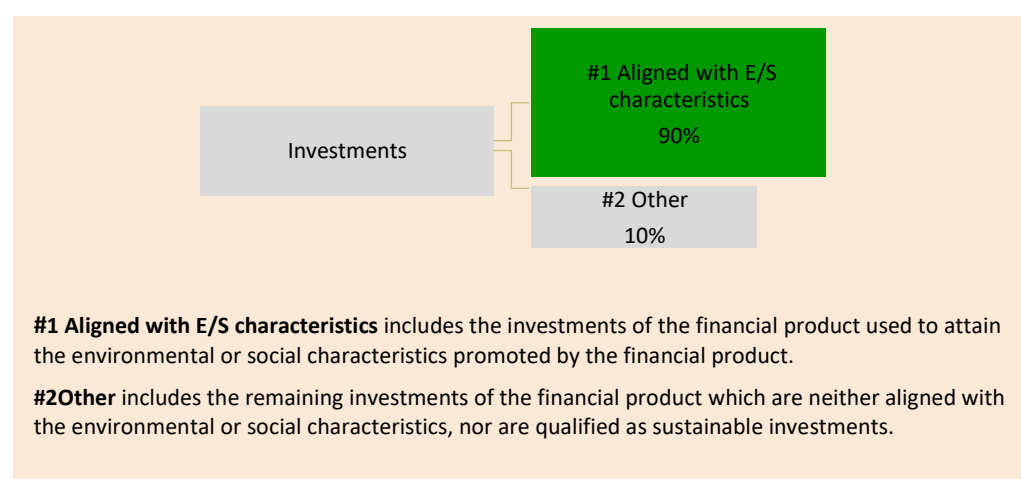 #1 Aligned with E/S
characteristics
90%
Investments
#2 Other
10%
#1 Aligned with E/S characteristics includes the investments of the financial product used to attain
the environmental or social characteristics promoted by the financial product.
#2Other includes the remaining investments of the financial product which are neither aligned with
the environmental or social characteristics, nor are qualified as sustainable investments.